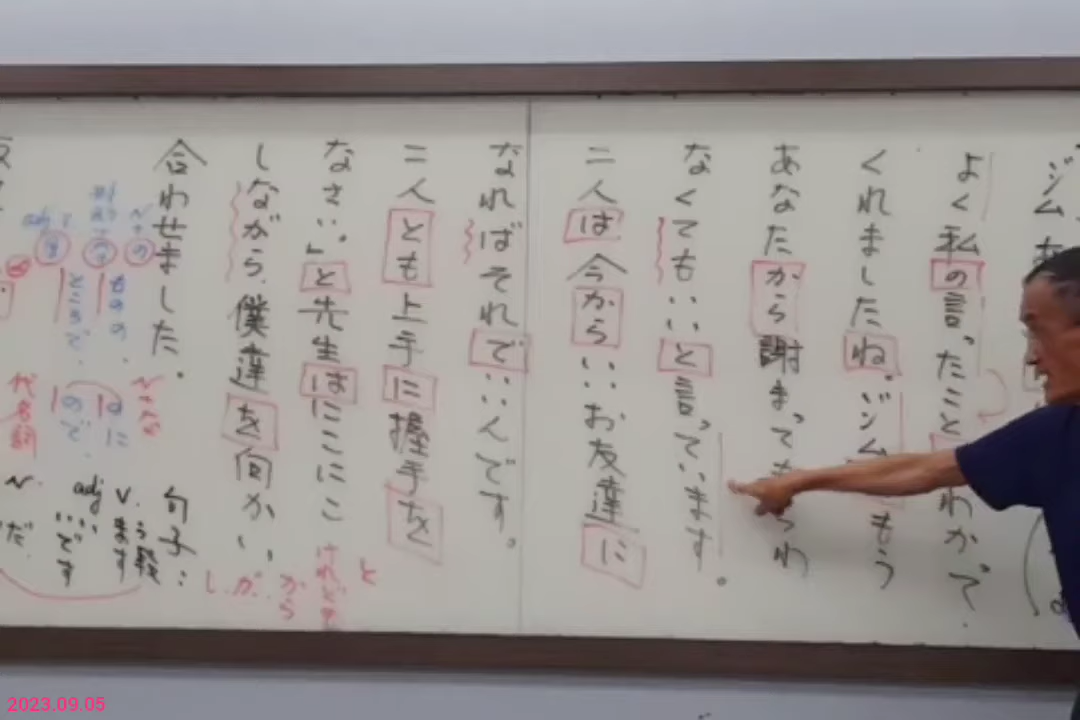 ジム
よく私の言ったこと わかって
くれましたね。ジム もう
あなたから謝まって らわ
なくてもいいと言っています。
二人は今からいいお友達に
なればそれでいいんです。
二人とも上手に握手を
なさい。」と先生はにこにこ
しながら、僕達を向かい
合わせました。
ものの、
ところで、
のに
ので、
代名詞
句子:
v. ます
adj いいです
N. だ
と
けれども
から
が、
し、
2023.09.05